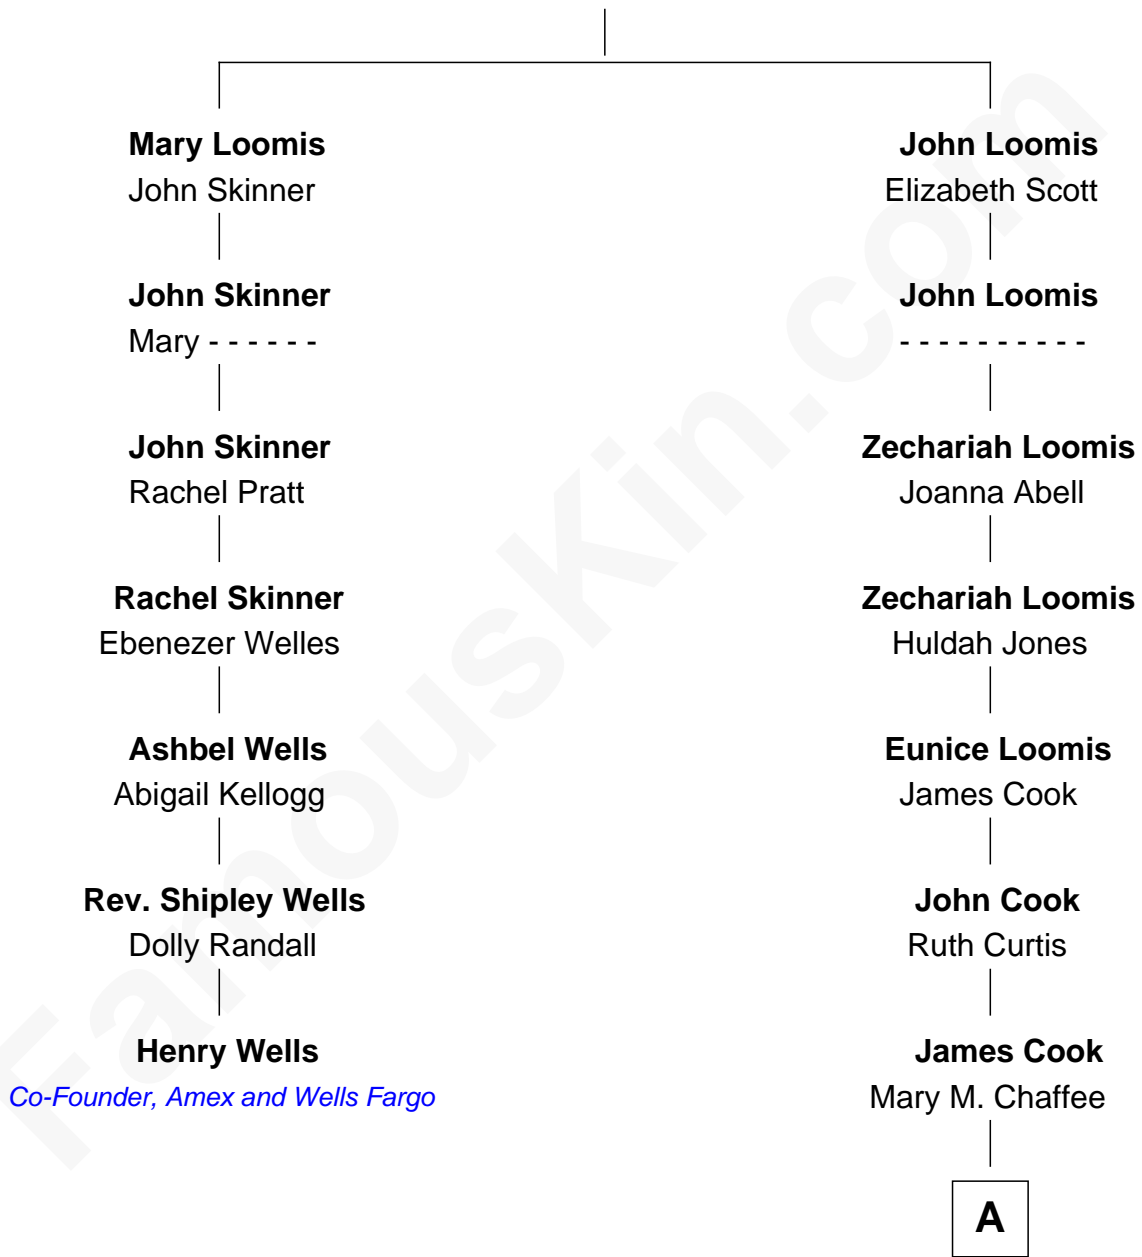 Mary Loomis
John Skinner
John Skinner
Mary - - - - - -
John Skinner
Rachel Pratt
Rachel Skinner
Ebenezer Welles
Ashbel Wells
Abigail Kellogg
Rev. Shipley Wells
Dolly Randall
Henry Wells
Co-Founder, Amex and Wells Fargo
John Loomis
Elizabeth Scott
John Loomis
- - - - - - - - - -
Zechariah Loomis
Joanna Abell
Zechariah Loomis
Huldah Jones
Eunice Loomis
James Cook
John Cook
Ruth Curtis
James Cook
Mary M. Chaffee
A
FamousKin.com